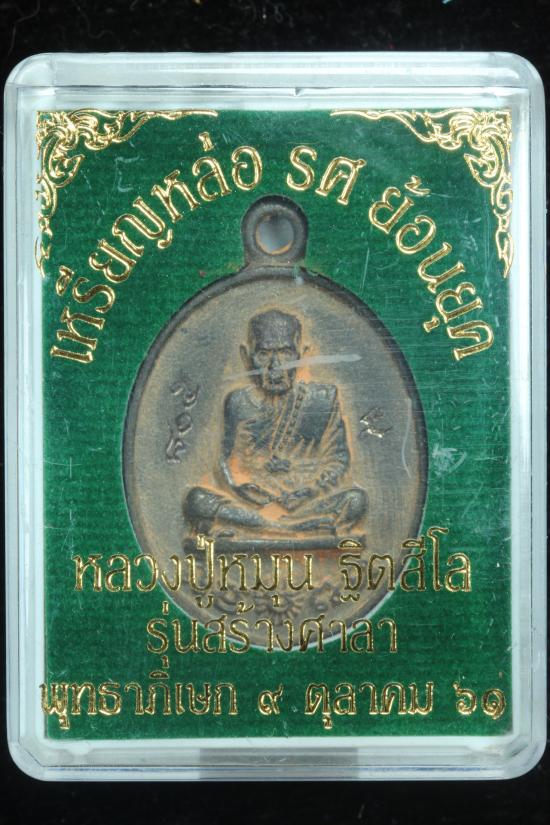 เหรียญหล่อ รศ ย้อนยุค
หลวงปู่หมุน ฐิตสีโล
รุ่นสร้างศาลา
พุทธาภิเษก ๙ ตุลาคม ๖๑